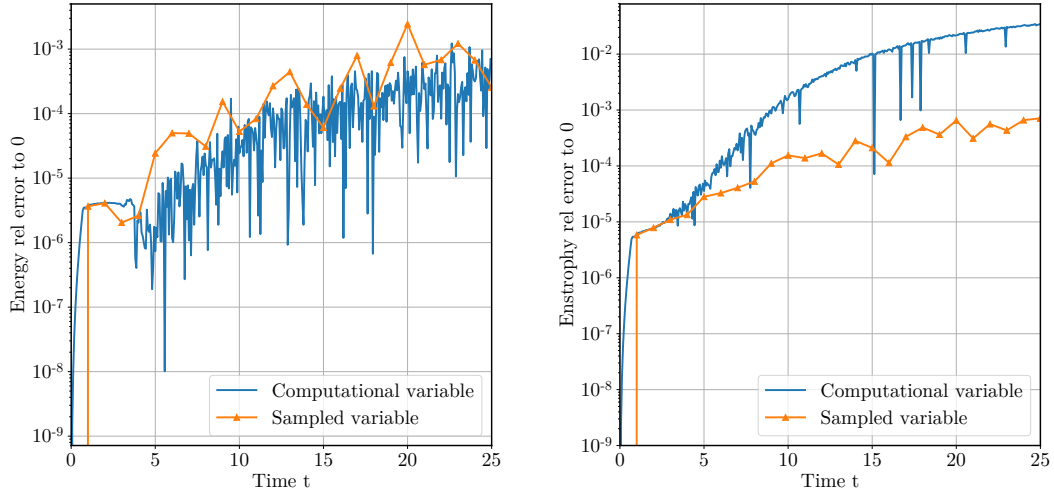 Energy rel error to 0
10⁻³
10⁻⁴
10⁻⁵
10⁻⁶
10⁻⁷
10⁻⁸
10⁻⁹
0 5 10 15 20 25
Time t
Computational variable
Sampled variable
Enstrophy rel error to 0
10⁻²
10⁻³
10⁻⁴
10⁻⁵
10⁻⁶
10⁻⁷
10⁻⁸
10⁻⁹
0 5 10 15 20 25
Time t
Computational variable
Sampled variable